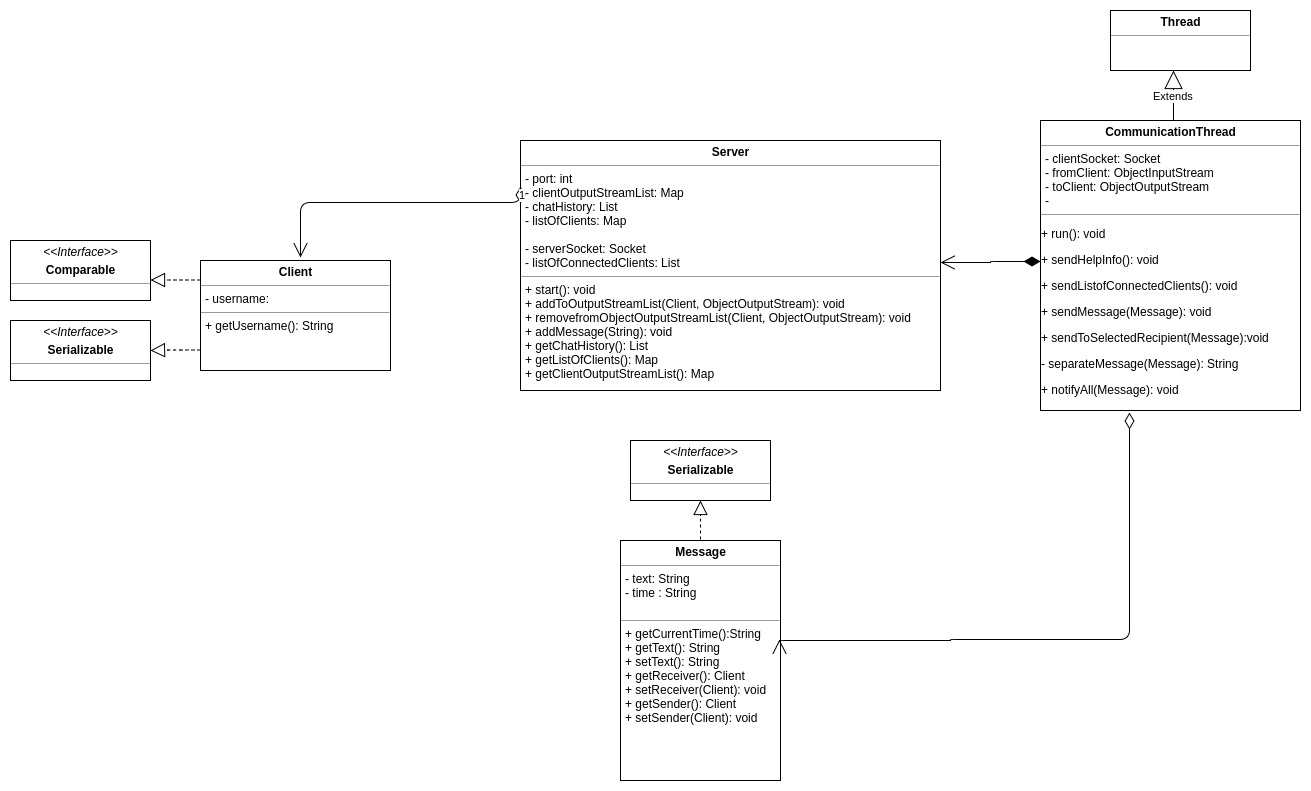 Thread
Extends
CommunicationThread
- clientSocket: Socket
- fromClient: ObjectInputStream
- toClient: ObjectOutputStream
-
+ run(): void
+ sendHelpInfo(): void
+ sendListofConnectedClients(): void
+ sendMessage(Message): void
+ sendToSelectedRecipient(Message):void
- separateMessage(Message): String
+ notifyAll(Message): void
Server
- port: int
- clientOutputStreamList: Map
- chatHistory: List
- listOfClients: Map
- serverSocket: Socket
- listOfConnectedClients: List
+ start(): void
+ addToOutputStreamList(Client, ObjectOutputStream): void
+ removefromObjectOutputStreamList(Client, ObjectOutputStream): void
+ addMessage(String): void
+ getChatHistory(): List
+ getListOfClients(): Map
+ getClientOutputStreamList(): Map
1
<<Interface>>
Comparable
<<Interface>>
Serializable
Client
- username:
+ getUsername(): String
<<Interface>>
Serializable
Message
- text: String
- time : String
+ getCurrentTime():String
+ getText(): String
+ setText(): String
+ getReceiver(): Client
+ setReceiver(Client): void
+ getSender(): Client
+ setSender(Client): void